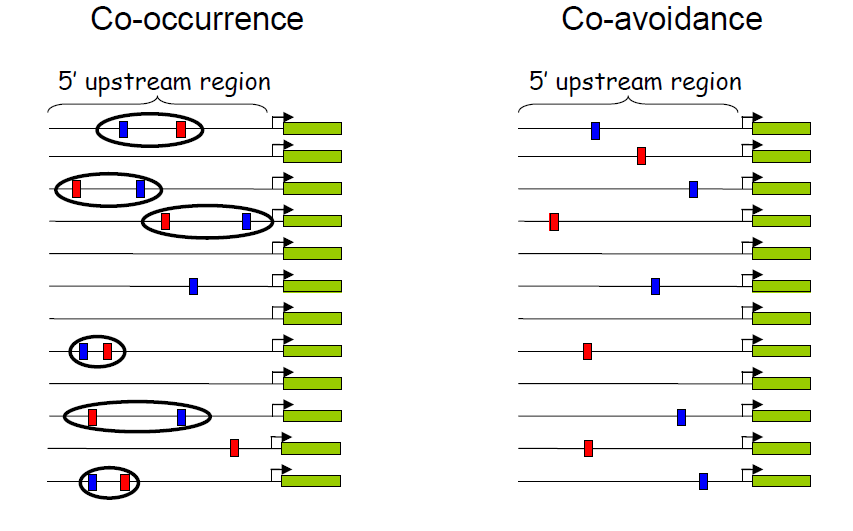 Co-occurrence
Co-avoidance
5’ upstream region
5’ upstream region